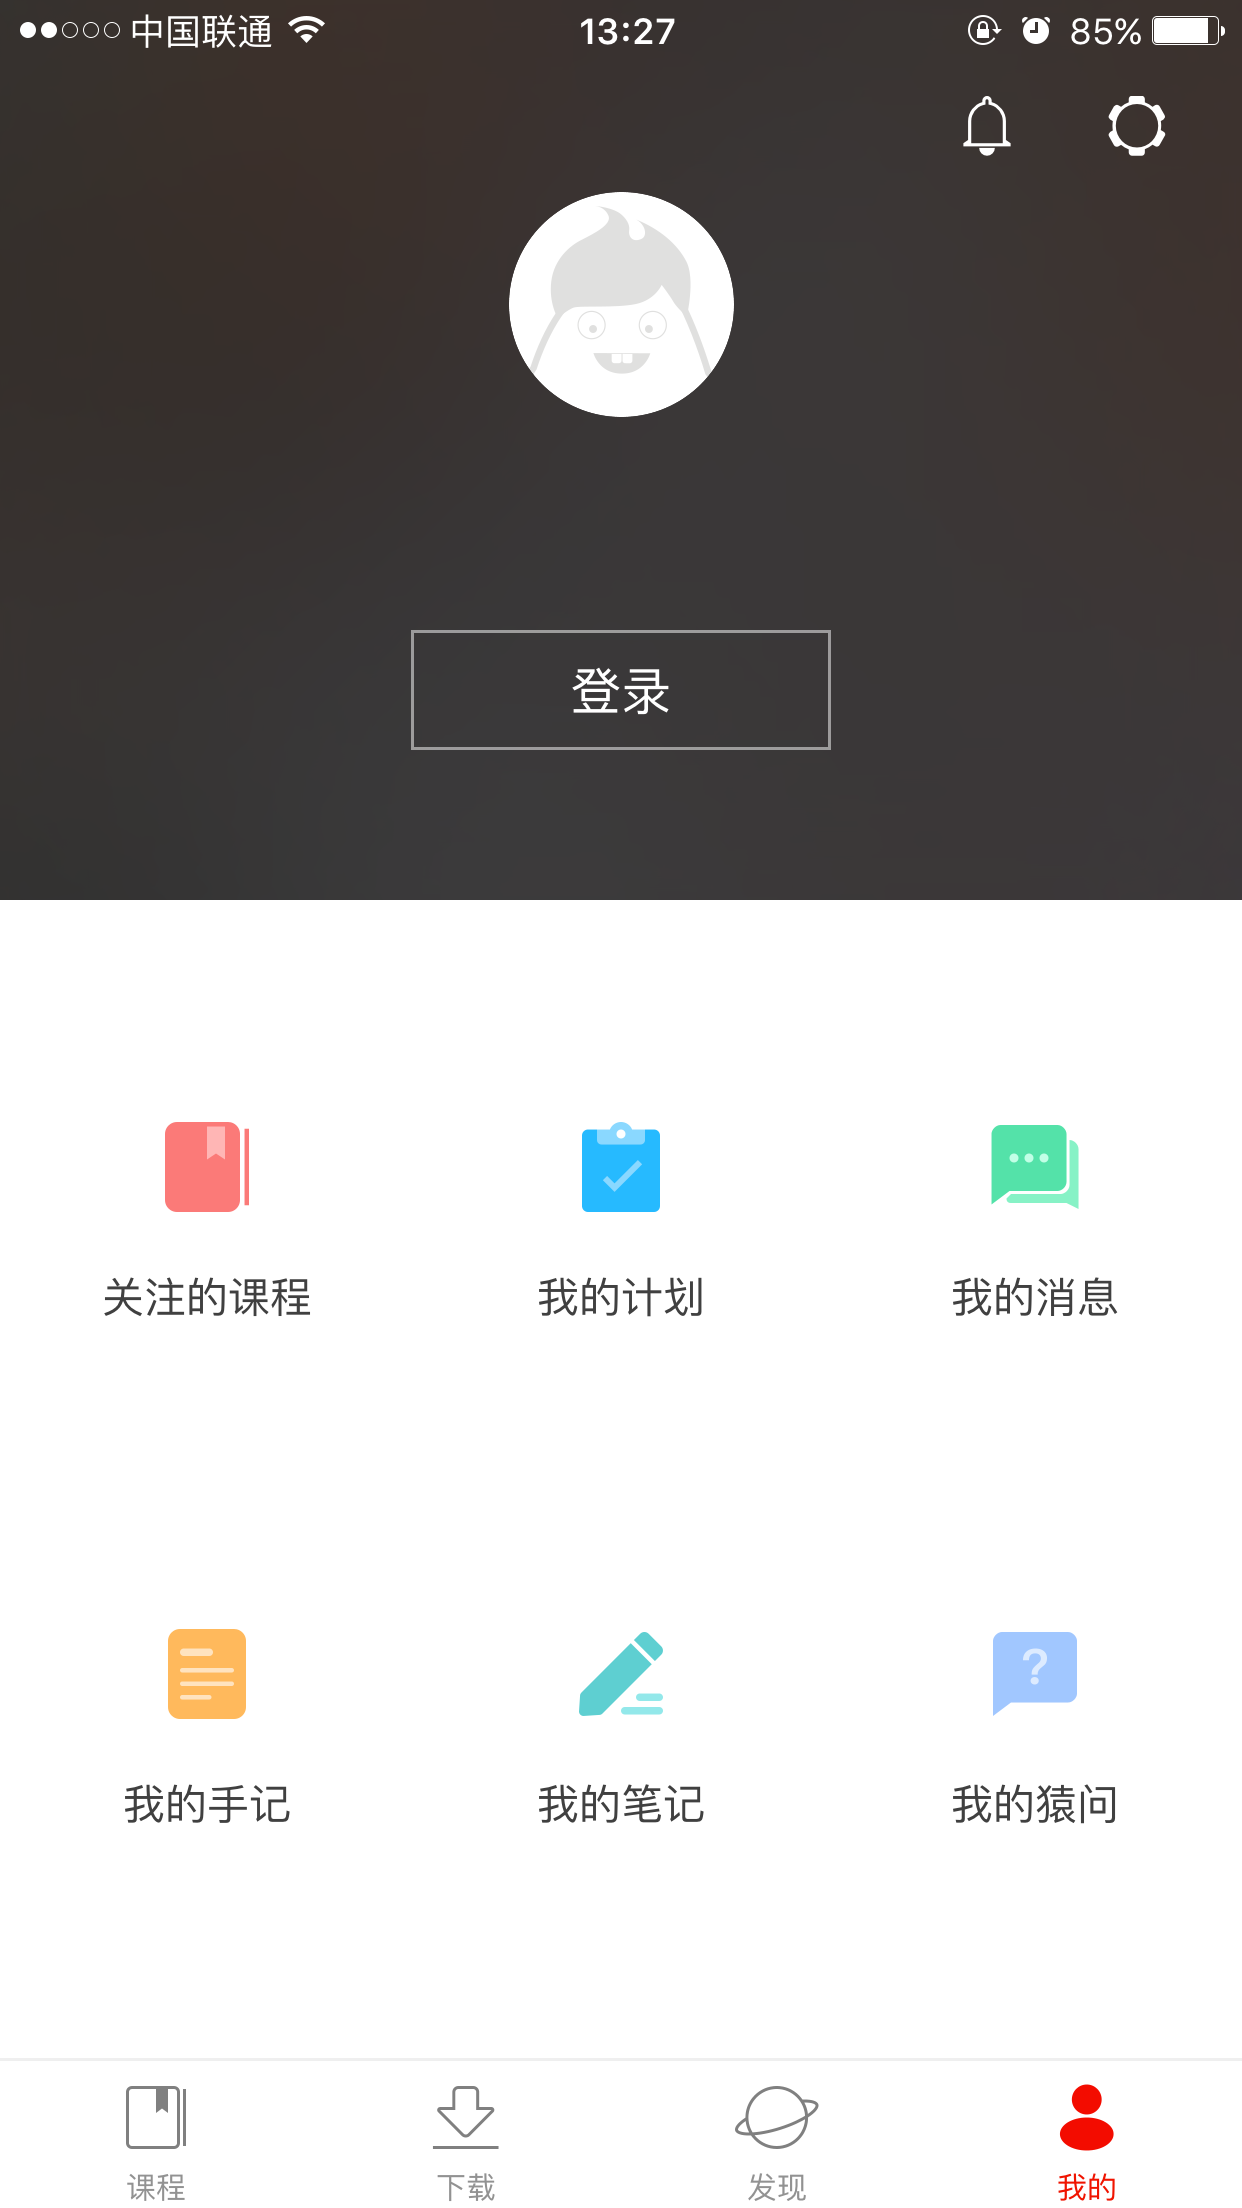 中国联通 13:27 85%
登录
关注的课程 我的计划 我的消息
?
我的手记 我的笔记 我的猿问
课程 下载 发现 我的